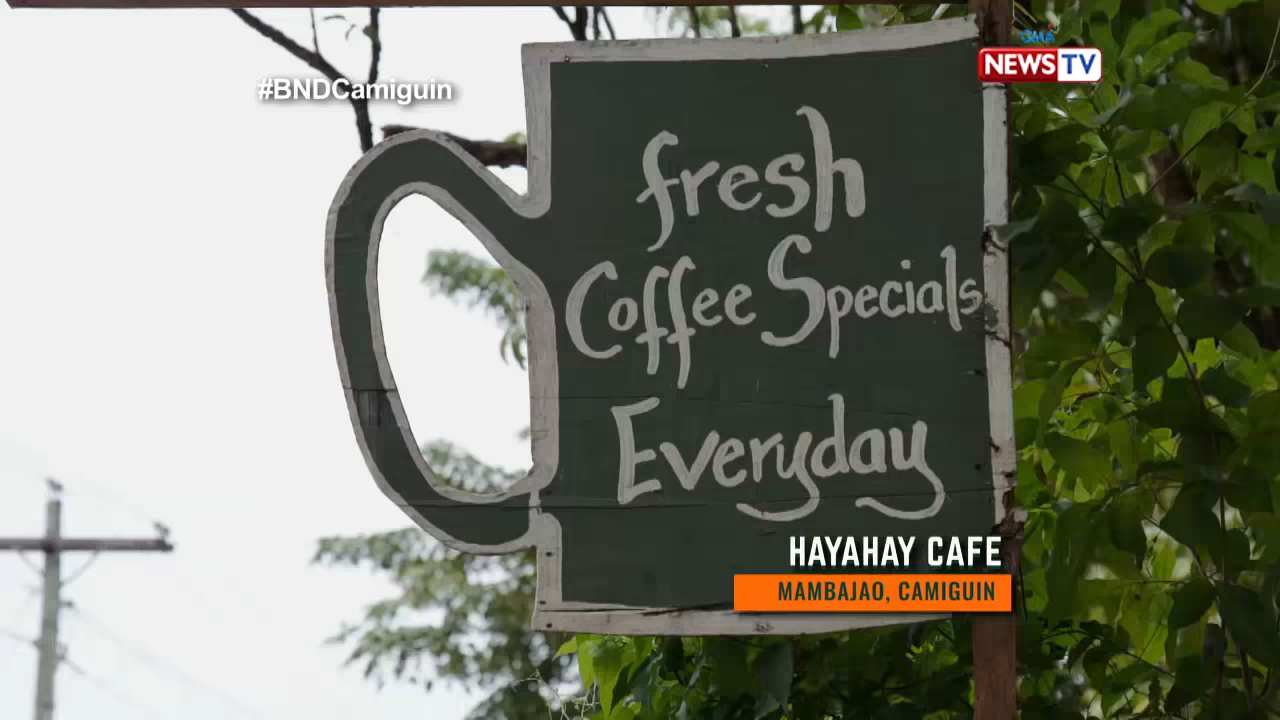 GMA
NEWS TV
#BNDCamiguin
fresh
Coffee Specials
Everyday
HAYAHAY CAFE
MAMBAJAO, CAMIGUIN